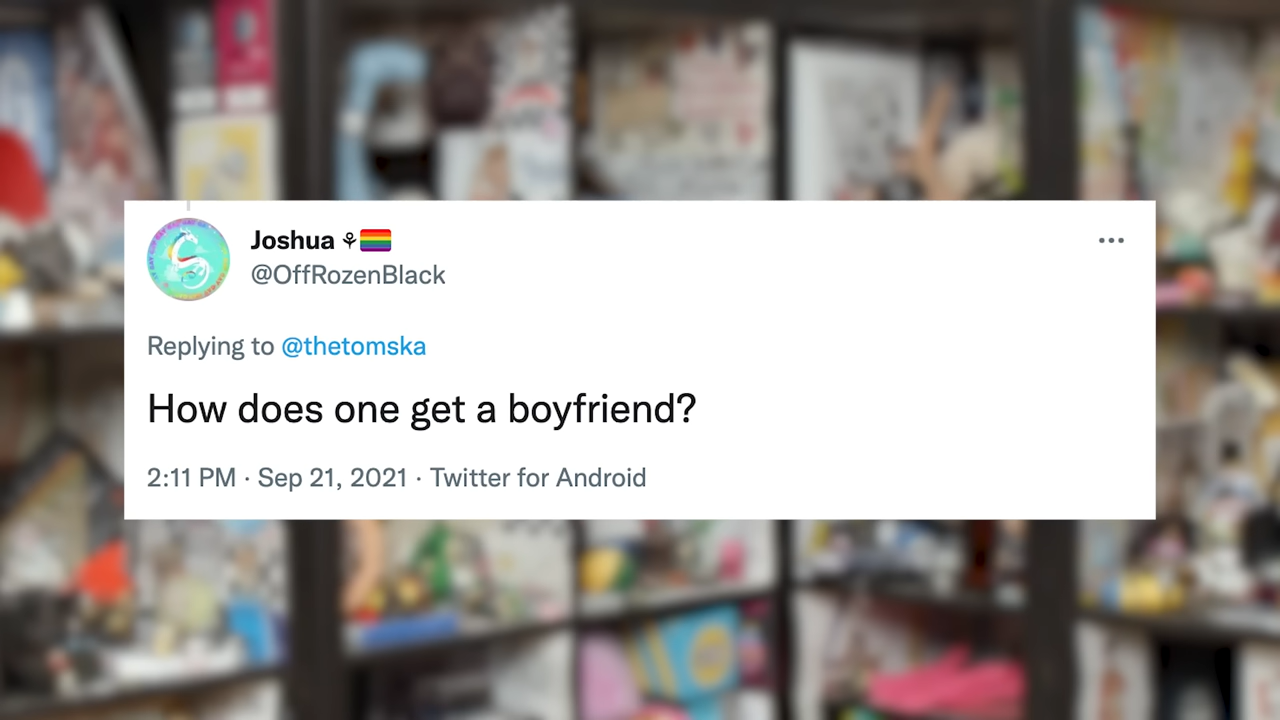 Joshua ⚘🏳️‍🌈
@OffRozenBlack
Replying to @thetomska
How does one get a boyfriend?
2:11 PM · Sep 21, 2021 · Twitter for Android